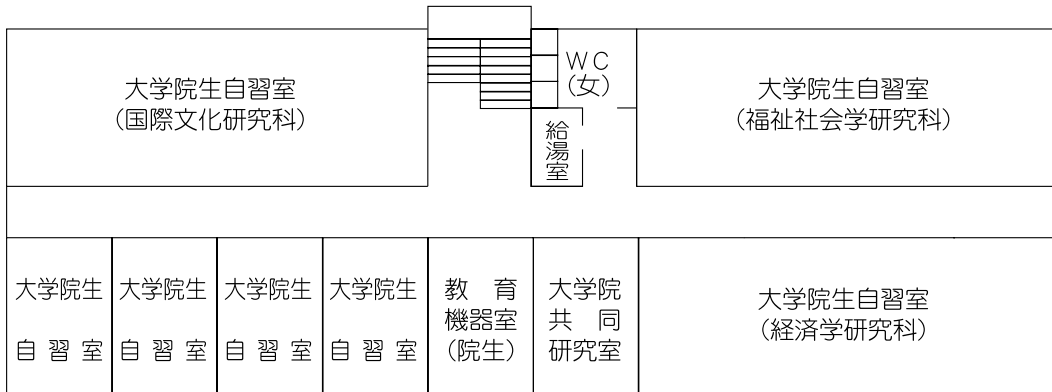 大学院生自習室
(国際文化研究科)
WC
(女)
給湯室
大学院生自習室
(福祉社会学研究科)
大学院生
自習室
大学院生
自習室
大学院生
自習室
大学院生
自習室
教育
機器室
(院生)
大学院
共同
研究室
大学院生自習室
(経済学研究科)